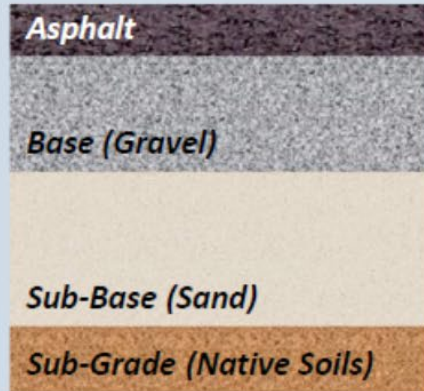 Asphalt
Base (Gravel)
Sub-Base (Sand)
Sub-Grade (Native Soils)